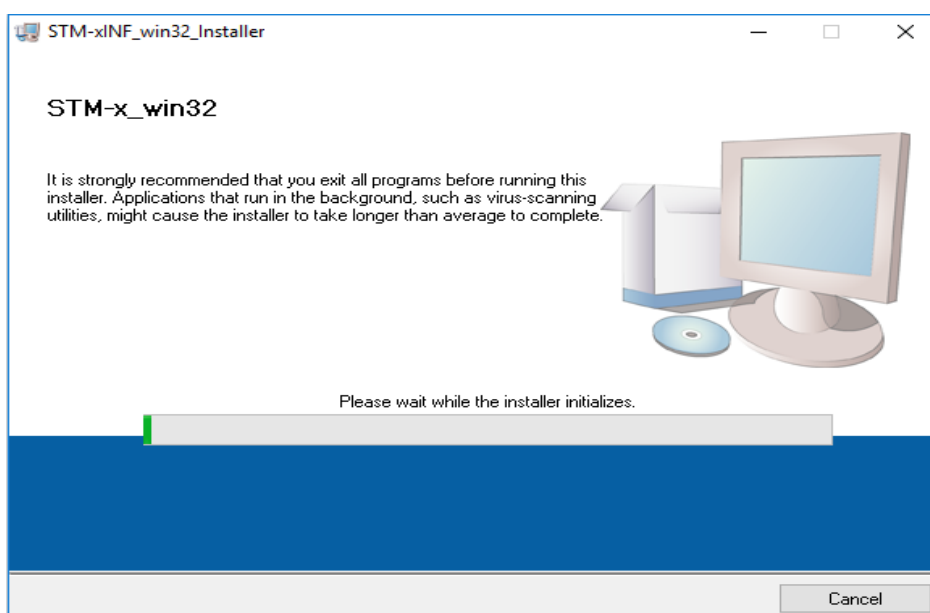 STM-xINF_win32_Installer
STM-x_win32
It is strongly recommended that you exit all programs before running this
installer. Applications that run in the background, such as virus-scanning
utilities, might cause the installer to take longer than average to complete.
Please wait while the installer initializes.
Cancel